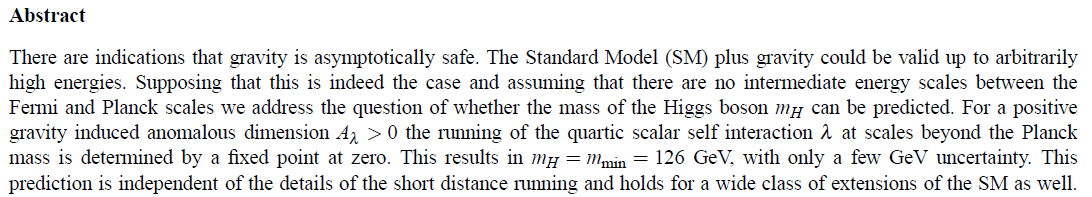 Abstract
There are indications that gravity is asymptotically safe. The Standard Model (SM) plus gravity could be valid up to arbitrarily
high energies. Supposing that this is indeed the case and assuming that there are no intermediate energy scales between the
Fermi and Planck scales we address the question of whether the mass of the Higgs boson m_H can be predicted. For a positive
gravity induced anomalous dimension A_λ > 0 the running of the quartic scalar self interaction λ at scales beyond the Planck
mass is determined by a fixed point at zero. This results in m_H = m_min = 126 GeV, with only a few GeV uncertainty. This
prediction is independent of the details of the short distance running and holds for a wide class of extensions of the SM as well.